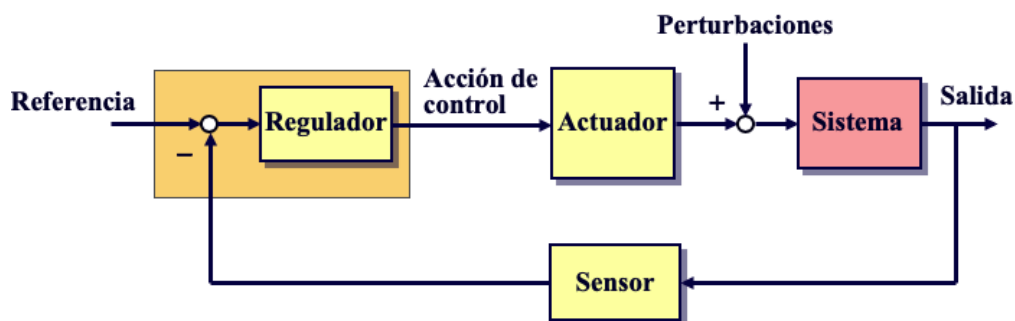 Perturbaciones
Referencia
Acción de
control
Salida
Regulador
Actuador
+
Sistema
−
Sensor